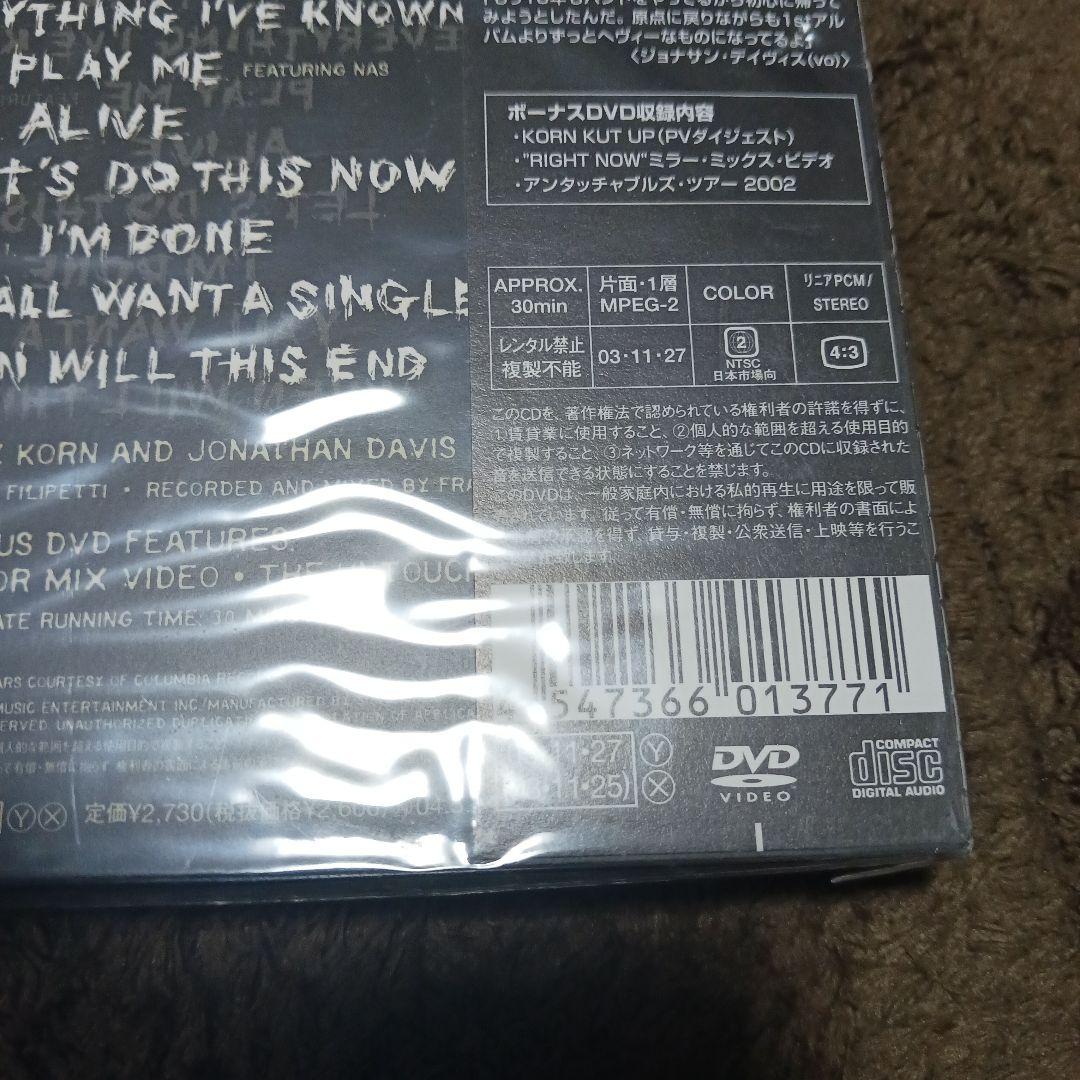 YTHING I'VE KNOWN
PLAY ME FEATURING NAS
ALIVE
T'S DO THIS NOW
I'M DONE
ALL WANT A SINGLE
N WILL THIS END
KORN AND JONATHAN DAVIS
FILIPETTI • RECORDED AND MIXED BY FRA
US DVD FEATURES:
OR MIX VIDEO • THE UNTOUC
ATE RUNNING TIME: 30 M
ARS COURTESY OF COLUMBIA REC
MUSIC ENTERTAINMENT INC./MANUFACTURED BY
ERVED. UNAUTHORIZED DUPLICATION
定価¥2,730(税抜価格¥2,600)
Ⓨ Ⓧ
みようとしたんだ。原点に戻りながらも1stアル
バムよりずっとヘヴィーなものになってるよ」
〈ジョナサン・デイヴィス(vo)〉
ボーナスDVD収録内容
・KORN KUT UP(PVダイジェスト)
・"RIGHT NOW"ミラー・ミックス・ビデオ
・アンタッチャブルズ・ツアー 2002
APPROX. 30min
片面・1層 MPEG-2
COLOR
リニアPCM/ STEREO
レンタル禁止 複製不能
03・11・27
2 NTSC 日本市場向
4:3
このCDを、著作権法で認められている権利者の許諾を得ずに、
①賃貸業に使用すること、②個人的な範囲を超える使用目的
で複製すること、③ネットワーク等を通じてこのCDに収録された
音を送信できる状態にすることを禁じます。
このDVDは、一般家庭内における私的再生に用途を限って販
されています。従って有償・無償に拘らず、権利者の書面によ
承諾を得ず、貸与・複製・公衆送信・上映等を行うこ
します。
4 547366 013771
11・27 Ⓨ
11・25) Ⓧ
DVD VIDEO
COMPACT disc DIGITAL AUDIO